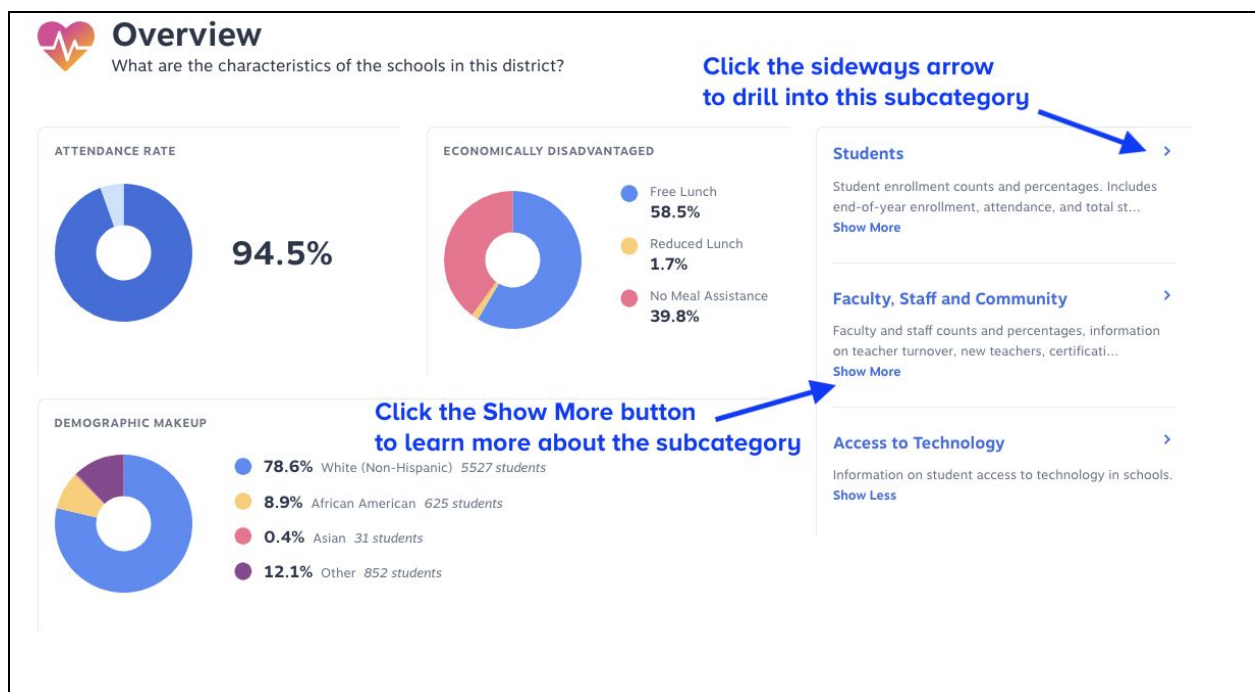 Overview
What are the characteristics of the schools in this district?
Click the sideways arrow
to drill into this subcategory
ATTENDANCE RATE
94.5%
ECONOMICALLY DISADVANTAGED
Free Lunch
58.5%
Reduced Lunch
1.7%
No Meal Assistance
39.8%
Students
Student enrollment counts and percentages. Includes
end-of-year enrollment, attendance, and total st...
Show More
Faculty, Staff and Community
Faculty and staff counts and percentages, information
on teacher turnover, new teachers, certificati...
Show More
Click the Show More button
to learn more about the subcategory
DEMOGRAPHIC MAKEUP
78.6% White (Non-Hispanic) 5527 students
8.9% African American 625 students
0.4% Asian 31 students
12.1% Other 852 students
Access to Technology
Information on student access to technology in schools.
Show Less